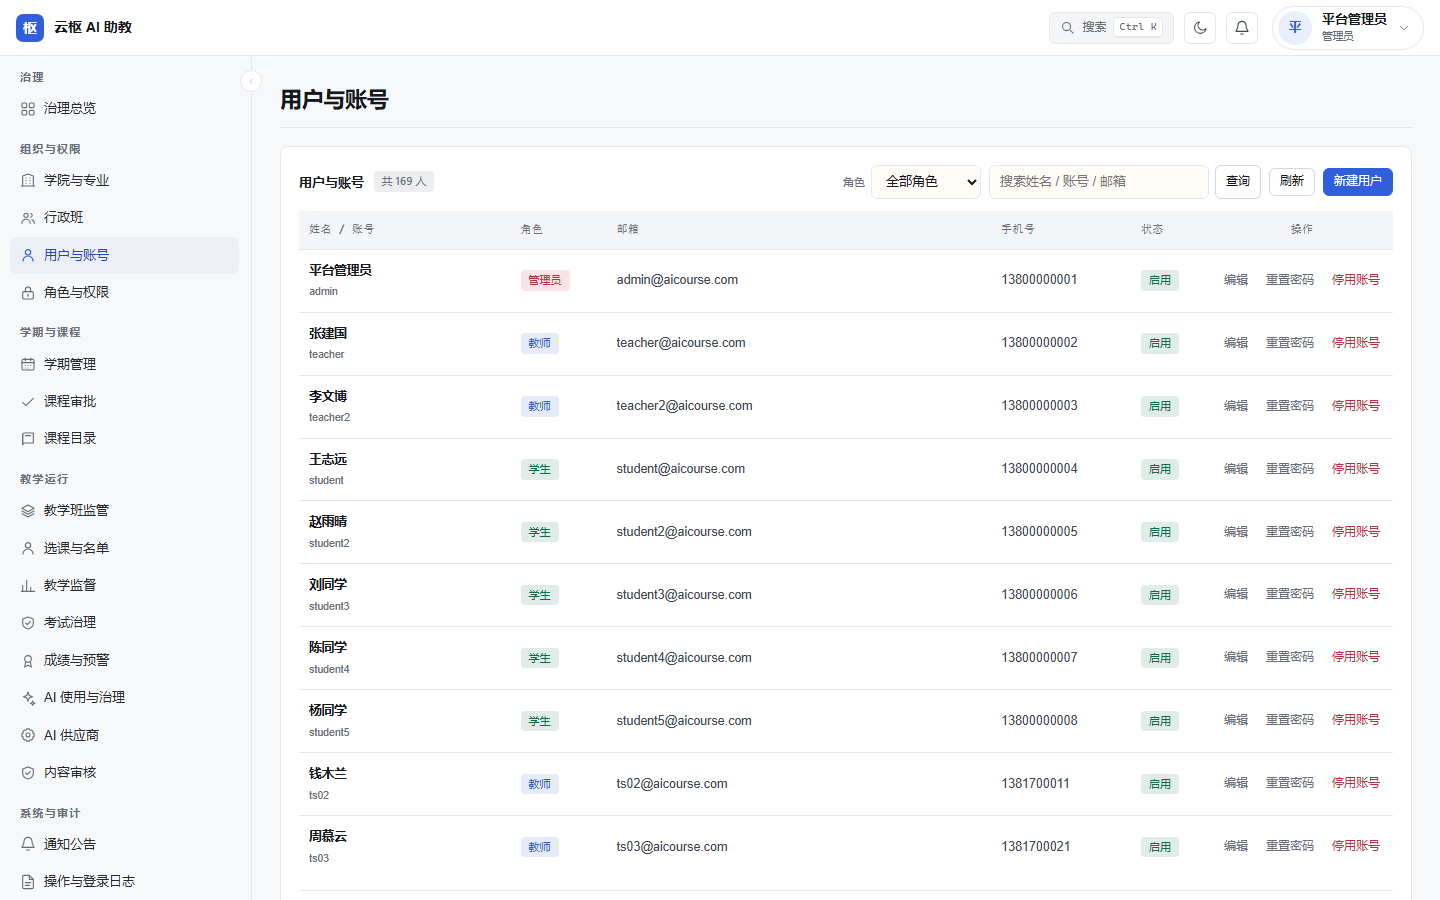 枢 云枢 AI 助教
搜索 Ctrl K
平 平台管理员
管理员
治理
治理总览
组织与权限
学院与专业
行政班
用户与账号
角色与权限
学期与课程
学期管理
课程审批
课程目录
教学运行
教学班监管
选课与名单
教学监督
考试治理
成绩与预警
AI 使用与治理
AI 供应商
内容审核
系统与审计
通知公告
操作与登录日志
用户与账号
用户与账号 共 169 人 角色 全部角色 搜索姓名 / 账号 / 邮箱 查询 刷新 新建用户
姓名 / 账号 角色 邮箱 手机号 状态 操作
平台管理员
admin 管理员 admin@aicourse.com 13800000001 启用 编辑 重置密码 停用账号
张建国
teacher 教师 teacher@aicourse.com 13800000002 启用 编辑 重置密码 停用账号
李文博
teacher2 教师 teacher2@aicourse.com 13800000003 启用 编辑 重置密码 停用账号
王志远
student 学生 student@aicourse.com 13800000004 启用 编辑 重置密码 停用账号
赵雨晴
student2 学生 student2@aicourse.com 13800000005 启用 编辑 重置密码 停用账号
刘同学
student3 学生 student3@aicourse.com 13800000006 启用 编辑 重置密码 停用账号
陈同学
student4 学生 student4@aicourse.com 13800000007 启用 编辑 重置密码 停用账号
杨同学
student5 学生 student5@aicourse.com 13800000008 启用 编辑 重置密码 停用账号
钱木兰
ts02 教师 ts02@aicourse.com 1381700011 启用 编辑 重置密码 停用账号
周慕云
ts03 教师 ts03@aicourse.com 1381700021 启用 编辑 重置密码 停用账号